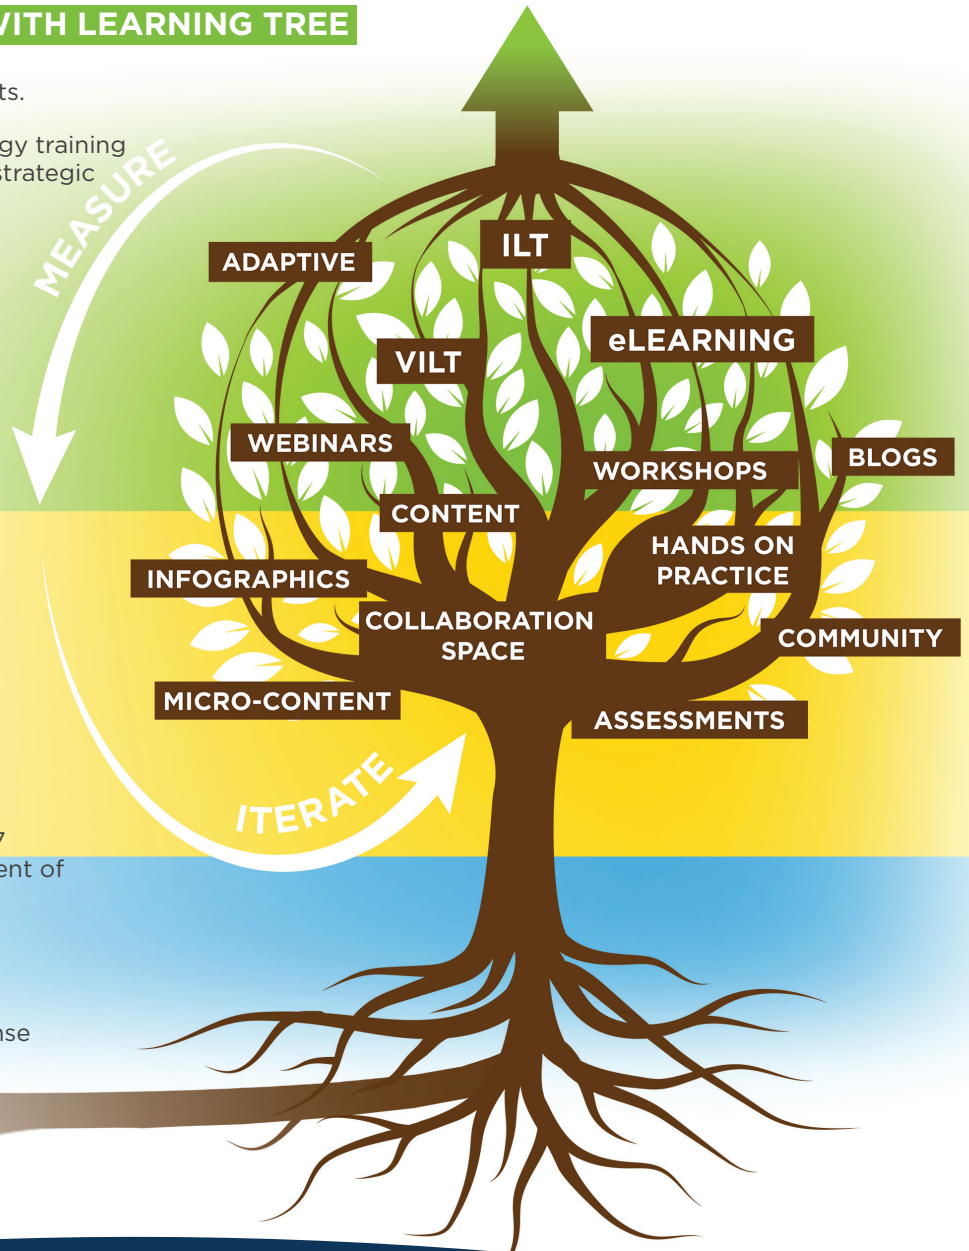 WITH LEARNING TREE
ts.
gy training
strategic
MEASURE
ADAPTIVE
ILT
VILT
eLEARNING
WEBINARS
WORKSHOPS
BLOGS
CONTENT
HANDS ON
PRACTICE
INFOGRAPHICS
COLLABORATION
SPACE
COMMUNITY
MICRO-CONTENT
ASSESSMENTS
ITERATE
ent of
nse